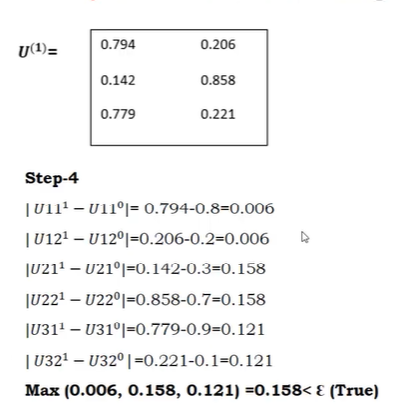 U⁽¹⁾=
0.794 0.206
0.142 0.858
0.779 0.221
Step-4
| U11¹ − U11⁰|= 0.794-0.8=0.006
| U12¹ − U12⁰|=0.206-0.2=0.006
|U21¹ − U21⁰|=0.142-0.3=0.158
|U22¹ − U22⁰|=0.858-0.7=0.158
|U31¹ − U31⁰|=0.779-0.9=0.121
| U32¹ − U32⁰ |=0.221-0.1=0.121
Max (0.006, 0.158, 0.121) =0.158< Ɛ (True)